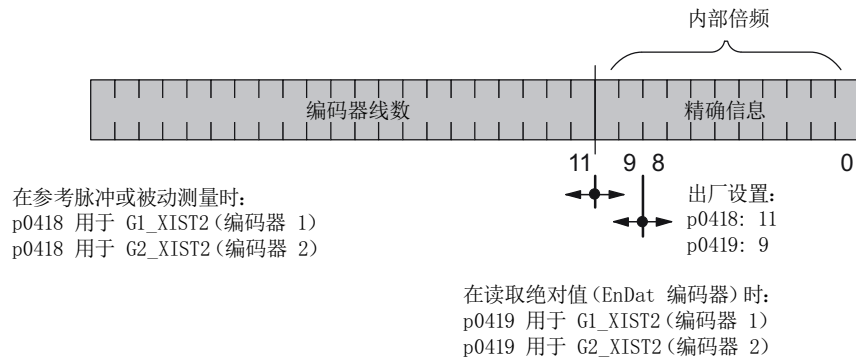 内部倍频
编码器线数
精确信息
11 9 8 0
在参考脉冲或被动测量时:
p0418 用于 G1_XIST2(编码器 1)
p0418 用于 G2_XIST2(编码器 2)
出厂设置:
p0418: 11
p0419: 9
在读取绝对值(EnDat 编码器)时:
p0419 用于 G1_XIST2(编码器 1)
p0419 用于 G2_XIST2(编码器 2)